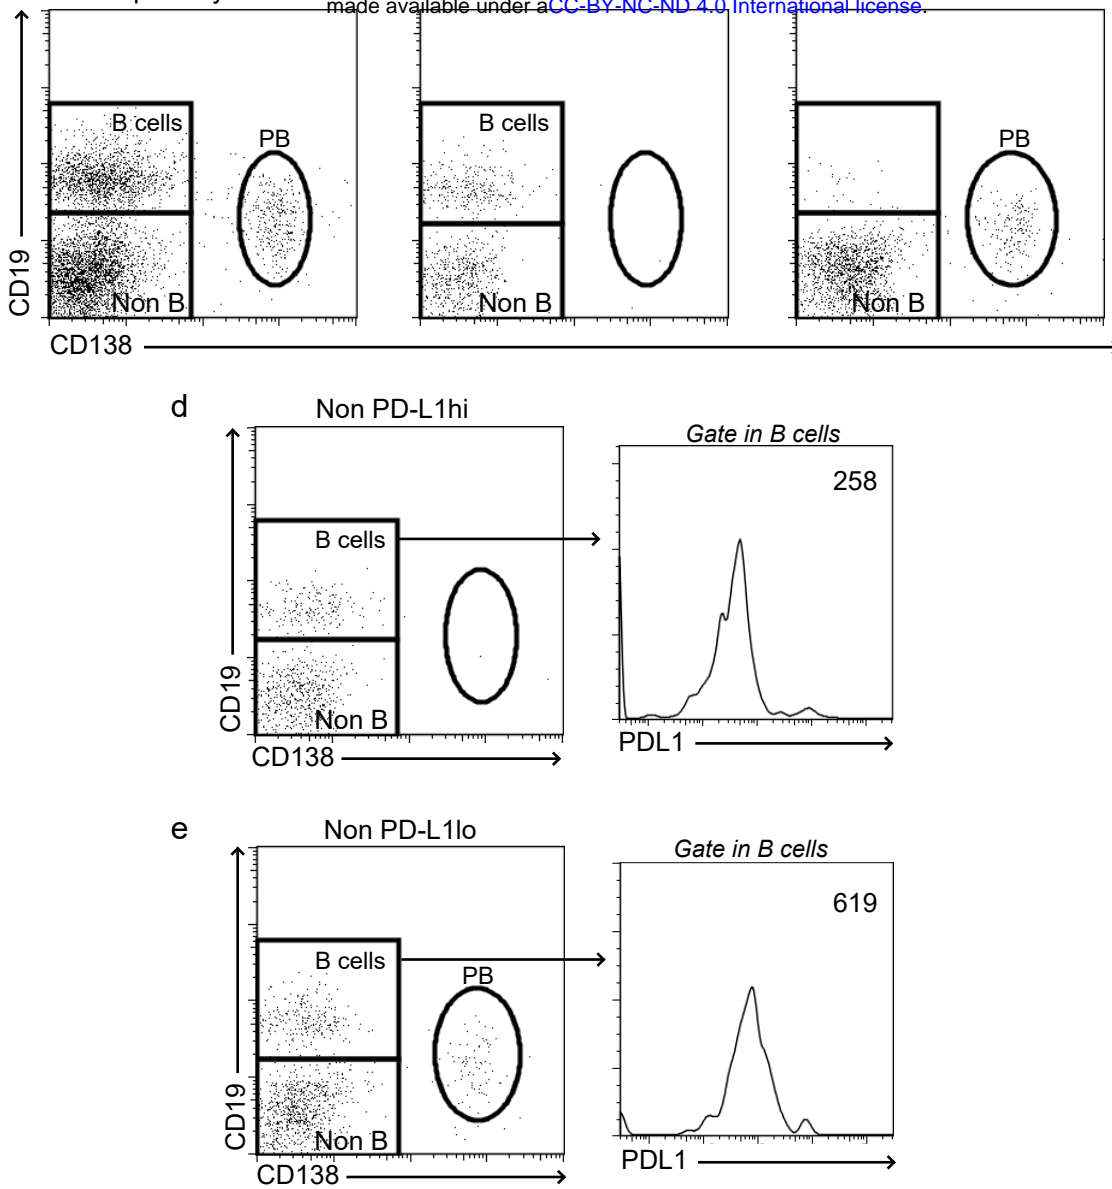 made available under aCC-BY-NC-ND 4.0 International license.
B cells
PB
Non B
B cells
Non B
PB
Non B
CD19
CD138
d
Non PD-L1hi
Gate in B cells
258
B cells
Non B
CD19
CD138
PDL1
e
Non PD-L1lo
Gate in B cells
619
B cells
PB
Non B
CD19
CD138
PDL1